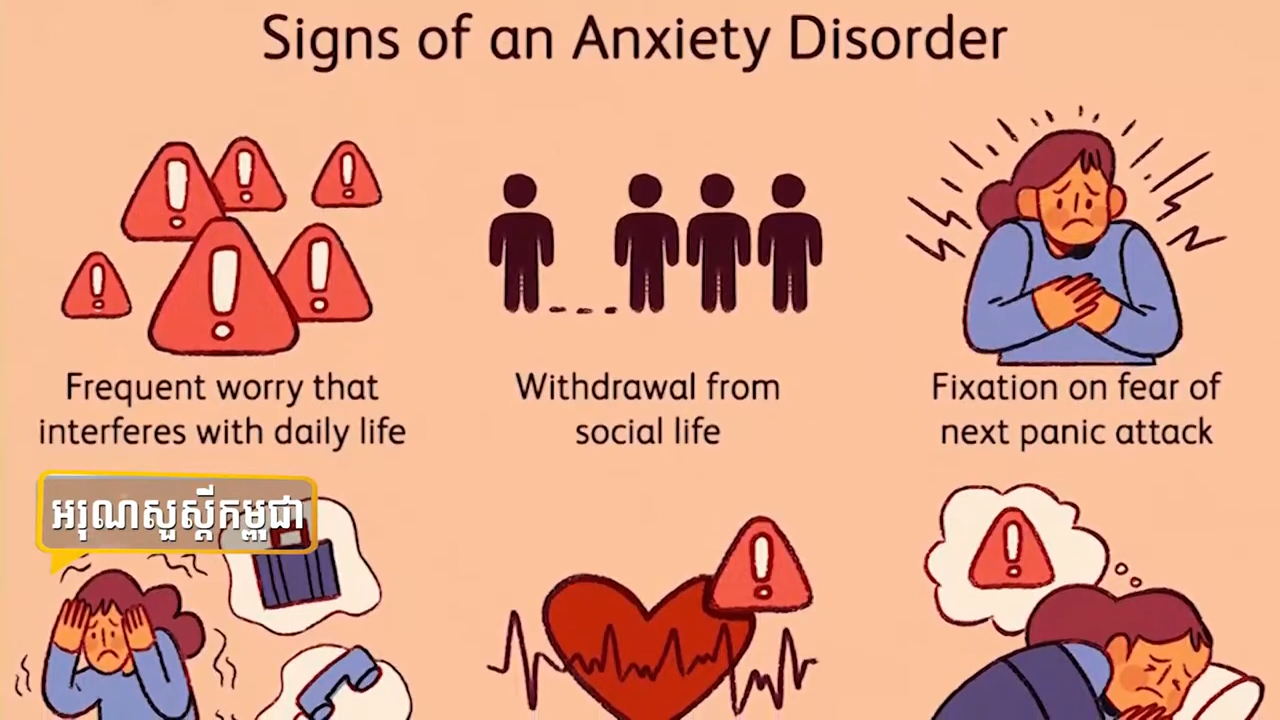 Signs of an Anxiety Disorder
Frequent worry that
interferes with daily life
Withdrawal from
social life
Fixation on fear of
next panic attack
អរុណសួស្តីកម្ពុជា